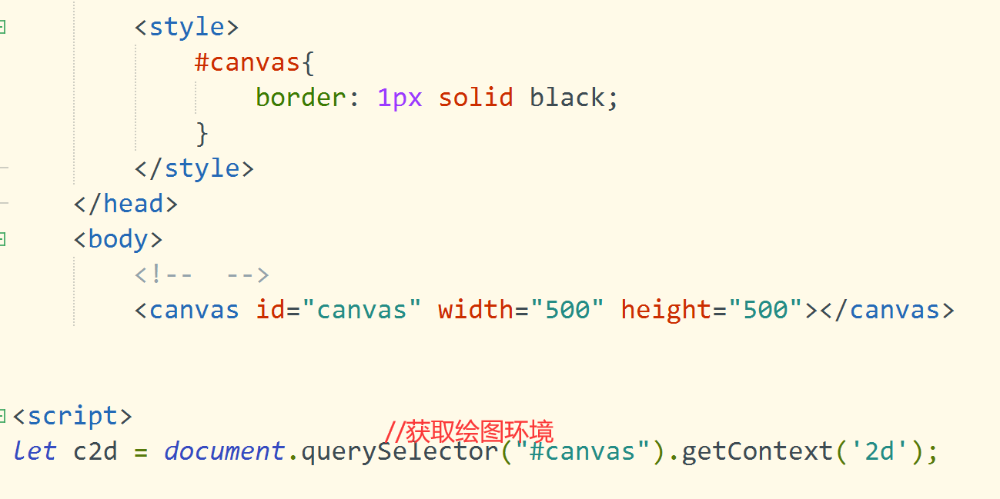 <style>
#canvas{
border: 1px solid black;
}
</style>
</head>
<body>
<!--  -->
<canvas id="canvas" width="500" height="500"></canvas>
<script>
//获取绘图环境
let c2d = document.querySelector("#canvas").getContext('2d');